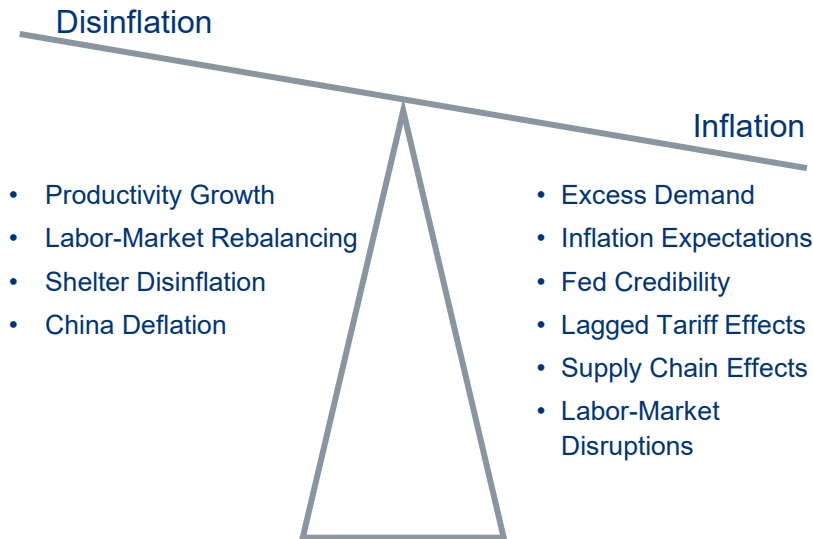 Disinflation
Inflation
• Productivity Growth
• Labor-Market Rebalancing
• Shelter Disinflation
• China Deflation
• Excess Demand
• Inflation Expectations
• Fed Credibility
• Lagged Tariff Effects
• Supply Chain Effects
• Labor-Market
Disruptions